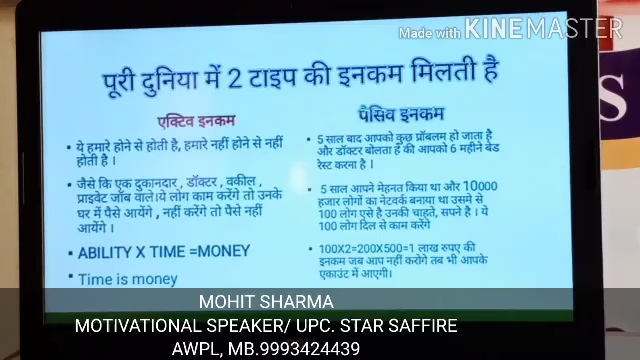 Made with KINEMASTER
पूरी दुनिया में 2 टाइप की इनकम मिलती है
एक्टिव इनकम
• ये हमारे होने से होती है, हमारे नहीं होने से नहीं
होती है ।
• जैसे कि एक दुकानदार , डॉक्टर , वकील ,
प्राइवेट जॉब वाले।ये लोग काम करेंगे तो उनके
घर में पैसे आयेंगे , नहीं करेंगे तो पैसे नहीं
आयेंगे ।
• ABILITY X TIME =MONEY
• Time is money
पैसिव इनकम
• 5 साल बाद आपको कुछ प्रॉबलम हो जाता है
और डॉक्टर बोलता है की आपको 6 महीने बेड
रेस्ट करना है ।
• 5 साल आपने मेहनत किया था और 10000
हजार लोगों का नेटवर्क बनाया था उसमे से
100 लोग एसे है उनकी चाहते, सपने है । ये
100 लोग दिल से काम करेंगे
• 100X2=200X500=1 लाख रुपए की
इनकम जब आप नहीं करोगे तब भी आपके
एकाउंट में आएगी।
S
MOHIT SHARMA
MOTIVATIONAL SPEAKER/ UPC. STAR SAFFIRE
AWPL, MB.9993424439